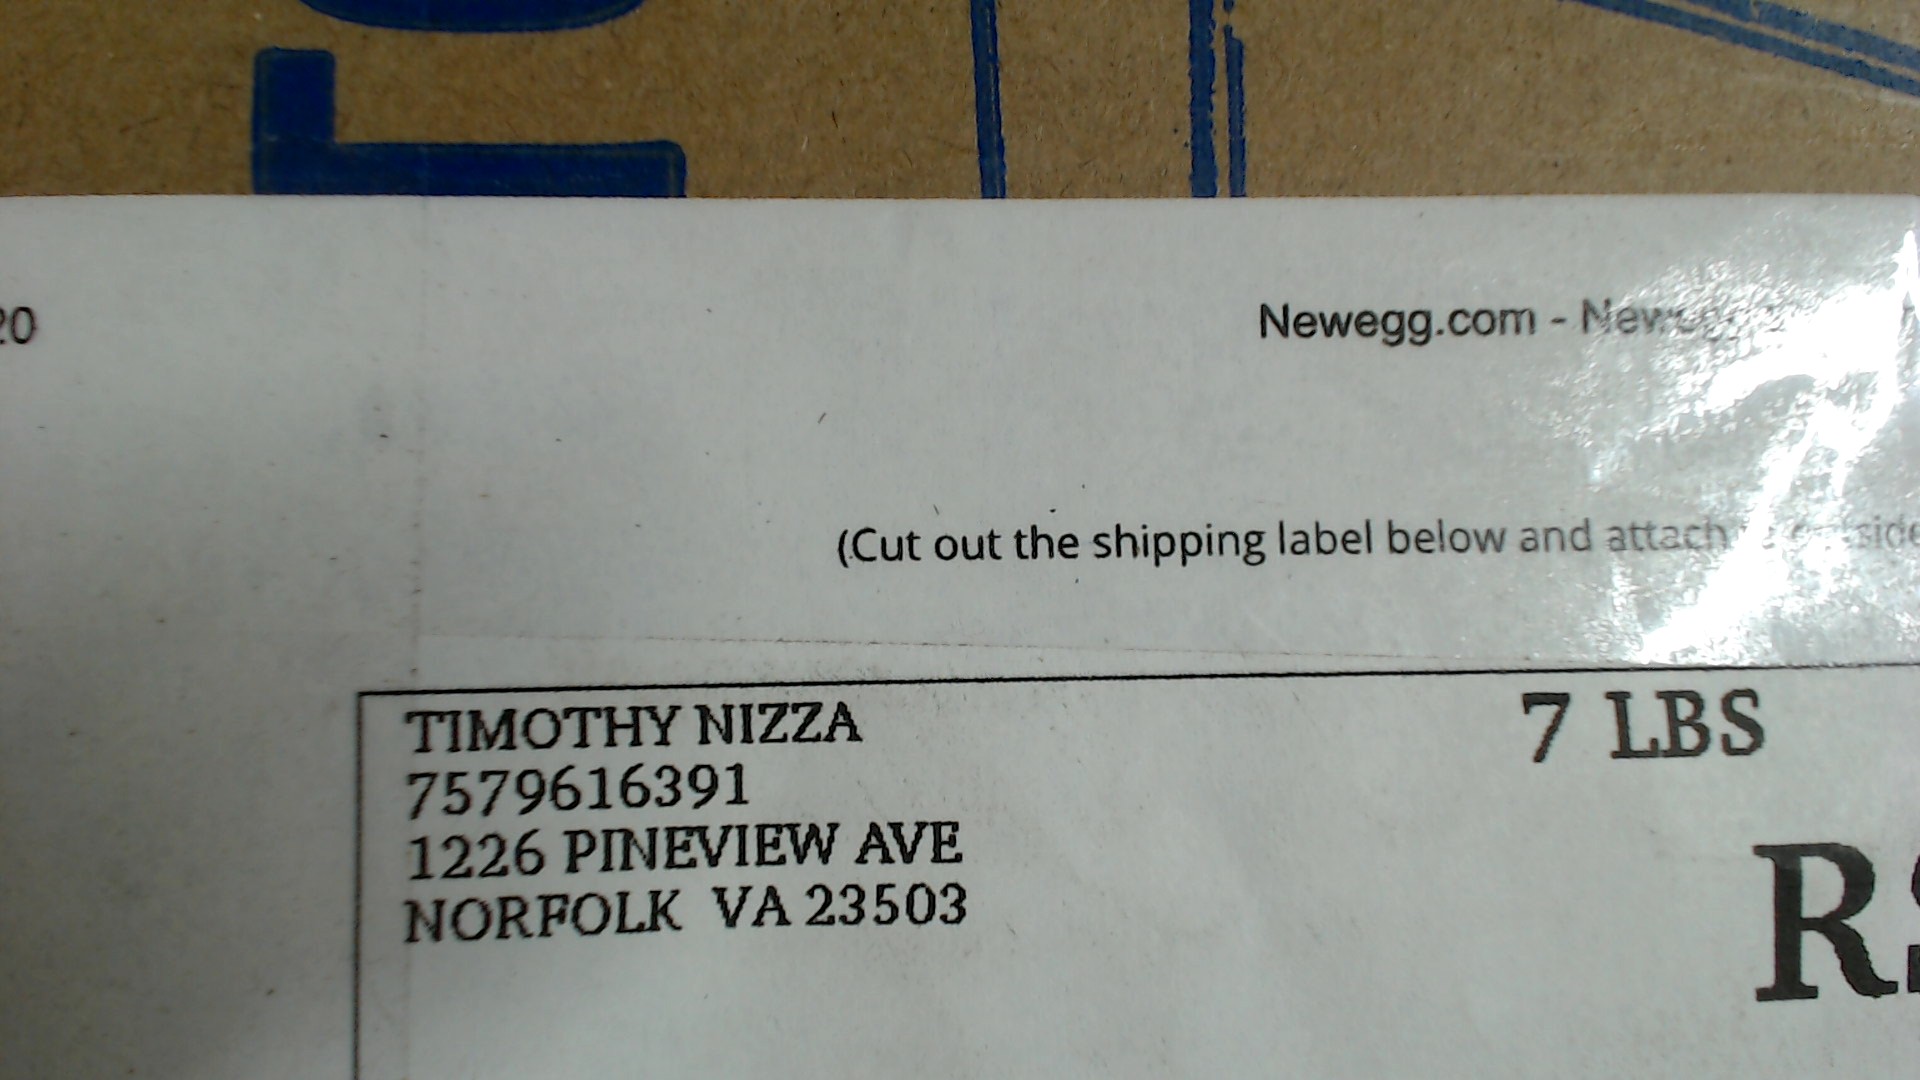 20
Newegg.com -
(Cut out the shipping label below and attach
TIMOTHY NIZZA
7 LBS
7579616391
1226 PINEVIEW AVE
NORFOLK VA 23503